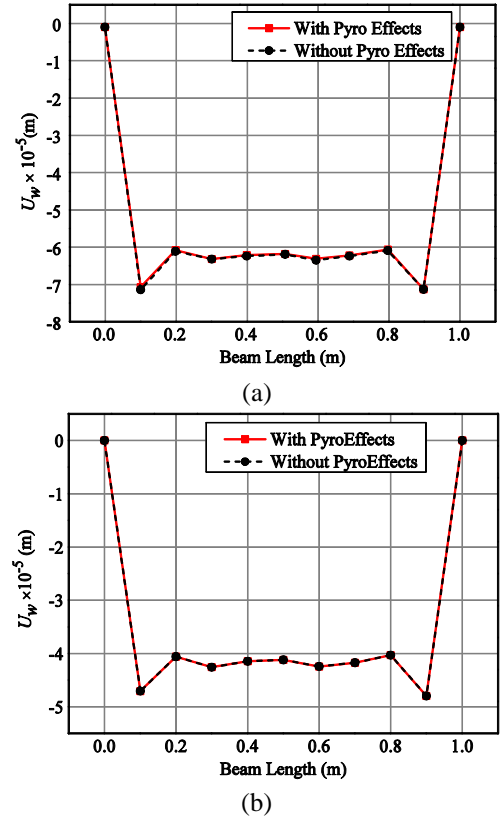 With Pyro Effects
Without Pyro Effects
U_w × 10^-5(m)
0
-1
-2
-3
-4
-5
-6
-7
-8
0.0 0.2 0.4 0.6 0.8 1.0
Beam Length (m)
(a)
With PyroEffects
Without PyroEffects
U_w ×10^-5 (m)
0
-1
-2
-3
-4
-5
0.0 0.2 0.4 0.6 0.8 1.0
Beam Length (m)
(b)